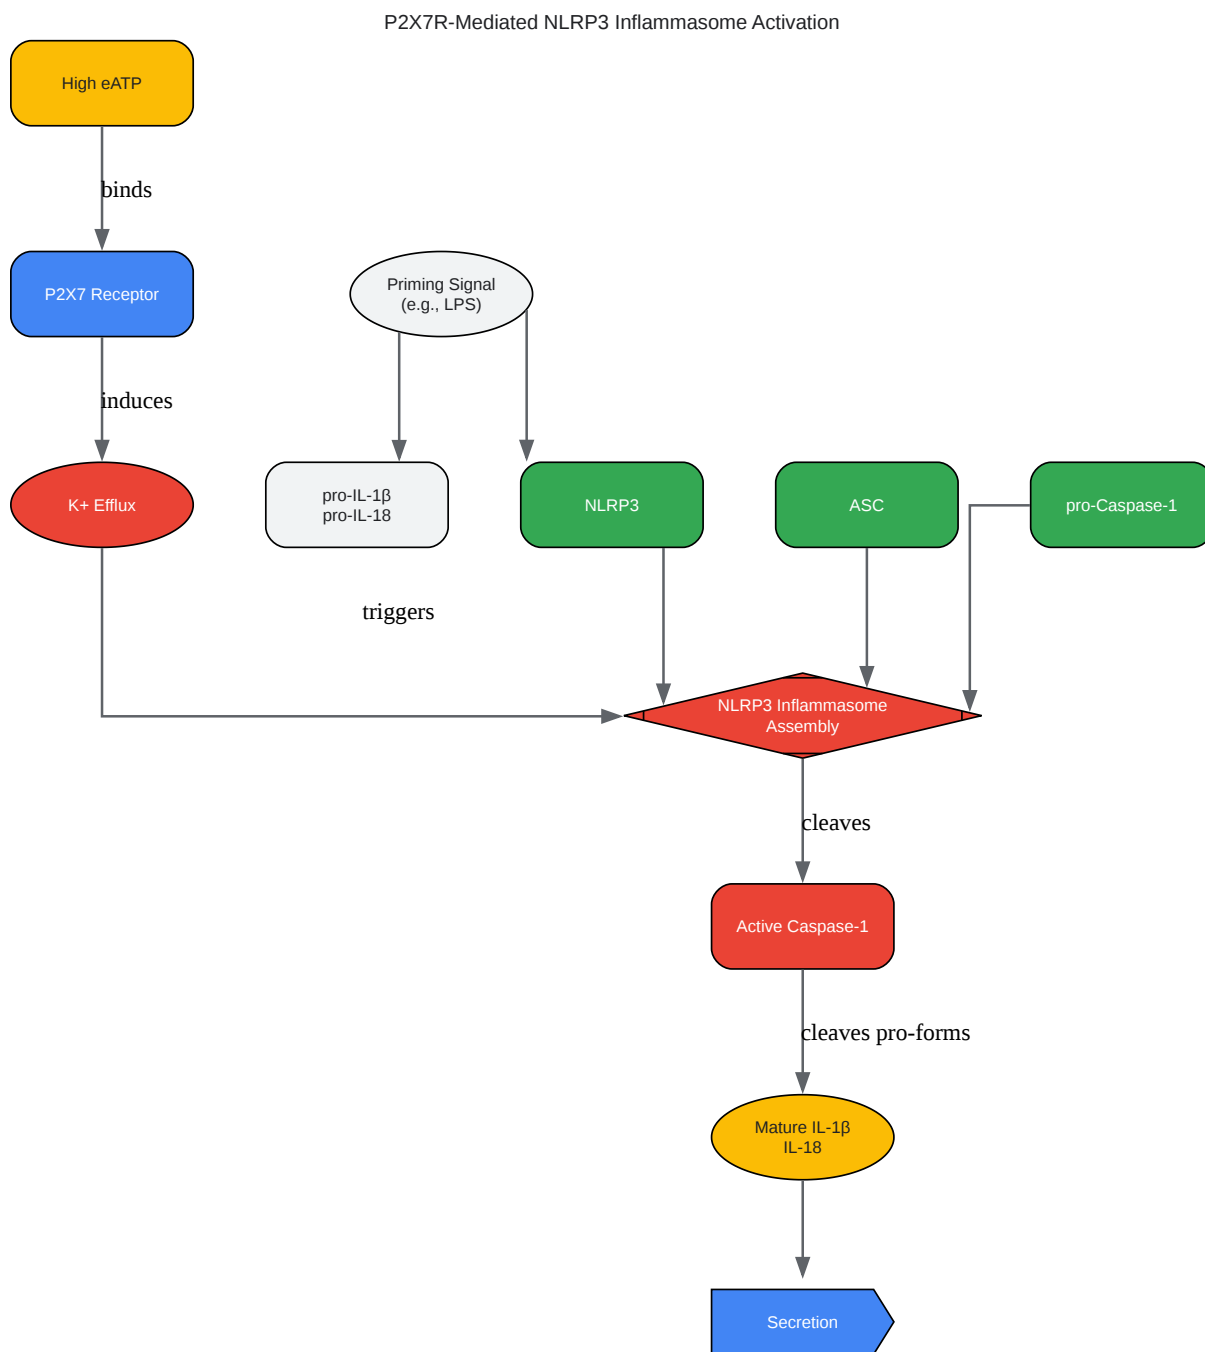 P2X7R-Mediated NLRP3 Inflammasome Activation
High eATP
binds
P2X7 Receptor
Priming Signal
(e.g., LPS)
induces
K+ Efflux
pro-IL-1β
pro-IL-18
NLRP3
ASC
pro-Caspase-1
triggers
NLRP3 Inflammasome
Assembly
cleaves
Active Caspase-1
cleaves pro-forms
Mature IL-1β
IL-18
Secretion